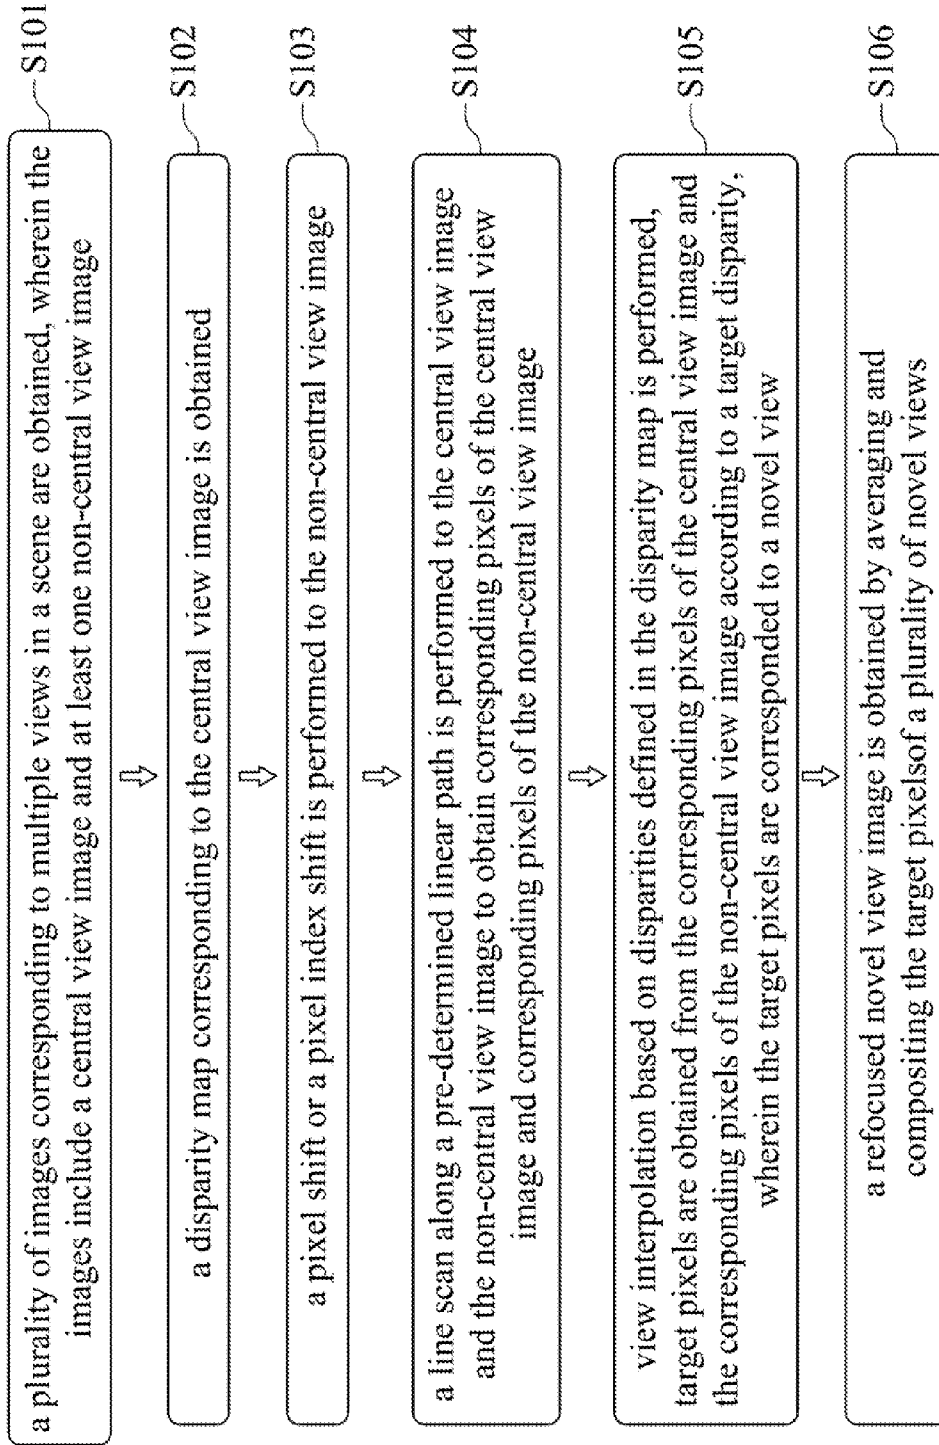 a plurality of images corresponding to multiple views in a scene are obtained, wherein the
images include a central view image and at least one non-central view image
S101
a disparity map corresponding to the central view image is obtained
S102
a pixel shift or a pixel index shift is performed to the non-central view image
S103
a line scan along a pre-determined linear path is performed to the central view image
and the non-central view image to obtain corresponding pixels of the central view
image and corresponding pixels of the non-central view image
S104
view interpolation based on disparities defined in the disparity map is performed,
target pixels are obtained from the corresponding pixels of the central view image and
the corresponding pixels of the non-central view image according to a target disparity,
wherein the target pixels are corresponded to a novel view
S105
a refocused novel view image is obtained by averaging and
compositing the target pixelsof a plurality of novel views
S106